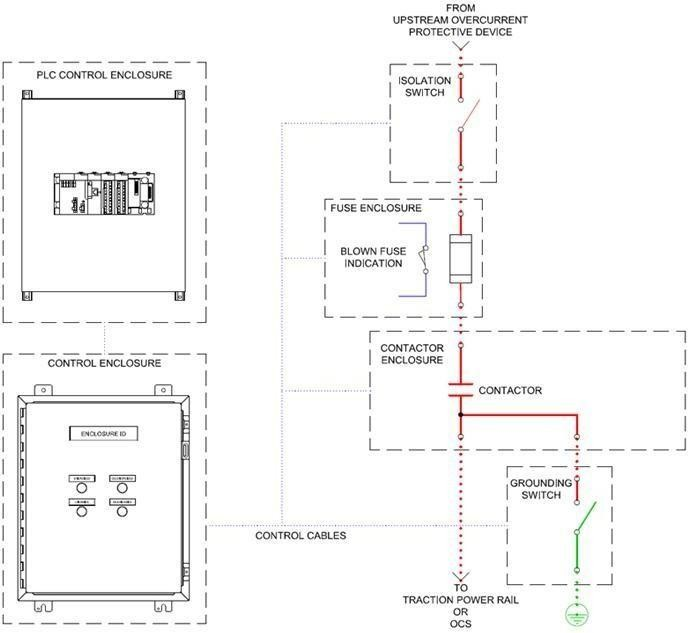 FROM
UPSTREAM OVERCURRENT
PROTECTIVE DEVICE
PLC CONTROL ENCLOSURE
ISOLATION
SWITCH
FUSE ENCLOSURE
BLOWN FUSE
INDICATION
CONTACTOR
ENCLOSURE
CONTACTOR
CONTROL ENCLOSURE
ENCLOSURE ID
GROUNDING
SWITCH
CONTROL CABLES
TO
TRACTION POWER RAIL
OR
OCS